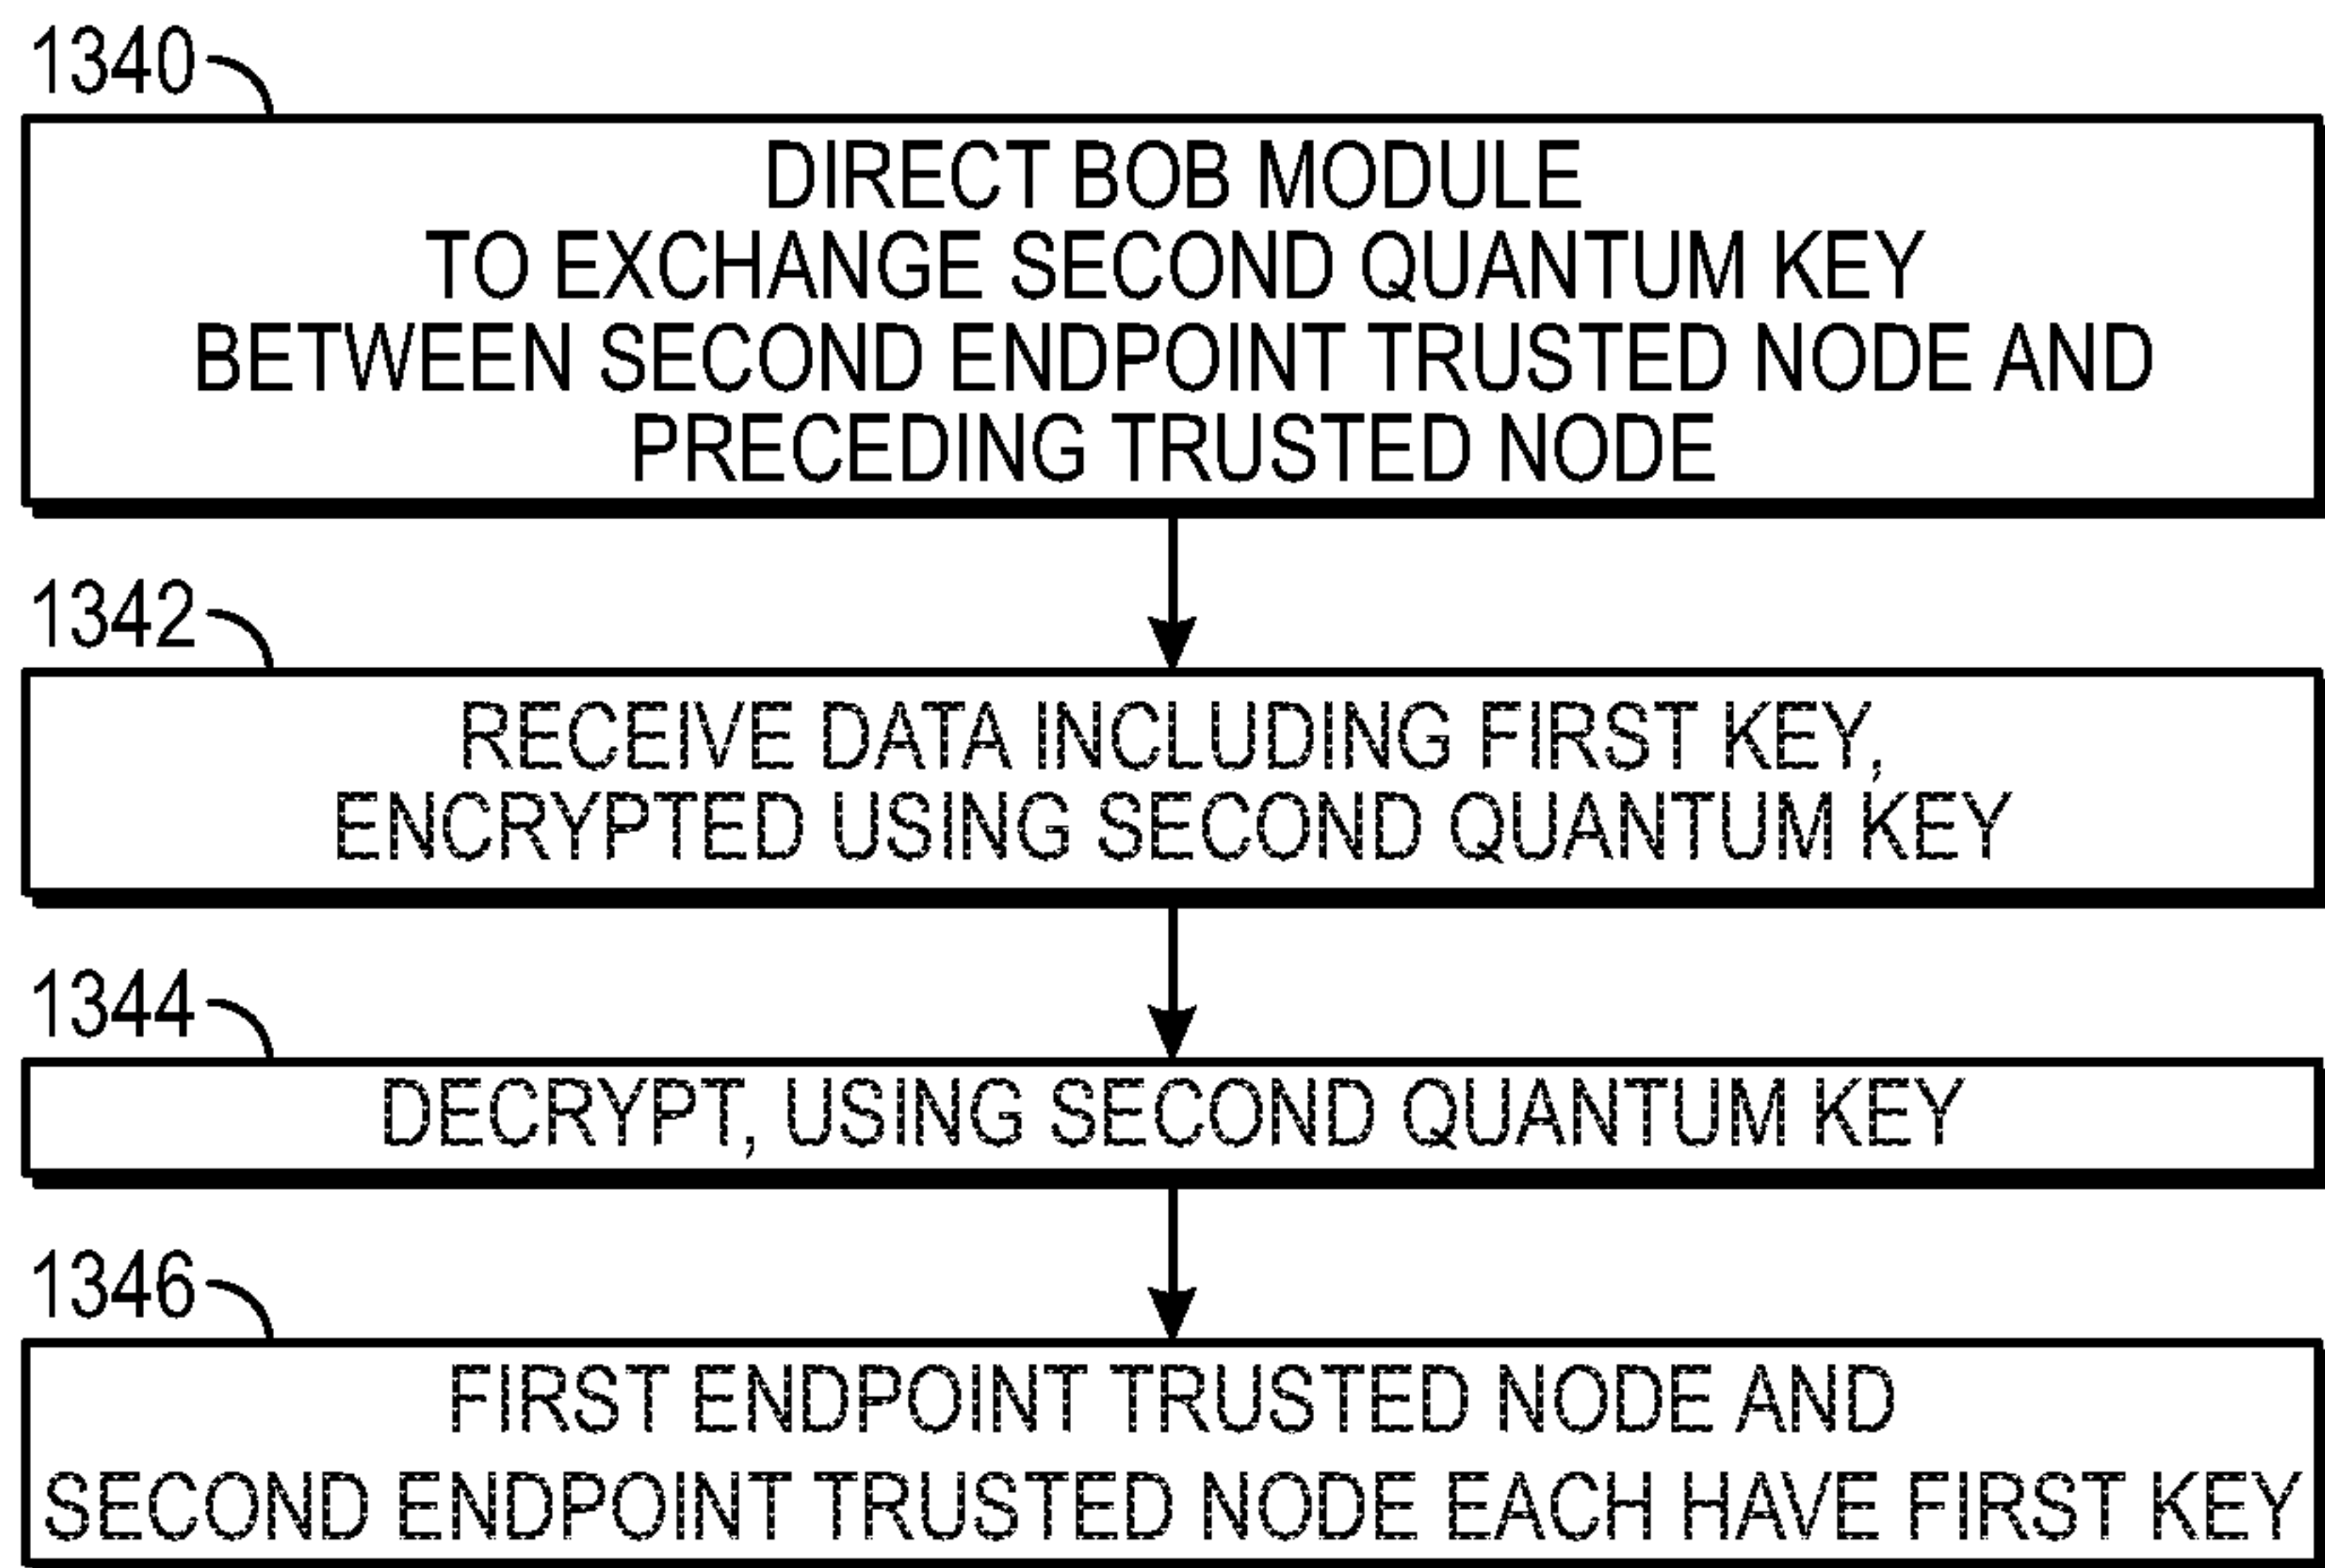 1340
DIRECT BOB MODULE
TO EXCHANGE SECOND QUANTUM KEY
BETWEEN SECOND ENDPOINT TRUSTED NODE AND
PRECEDING TRUSTED NODE
1342
RECEIVE DATA INCLUDING FIRST KEY,
ENCRYPTED USING SECOND QUANTUM KEY
1344
DECRYPT, USING SECOND QUANTUM KEY
1346
FIRST ENDPOINT TRUSTED NODE AND
SECOND ENDPOINT TRUSTED NODE EACH HAVE FIRST KEY